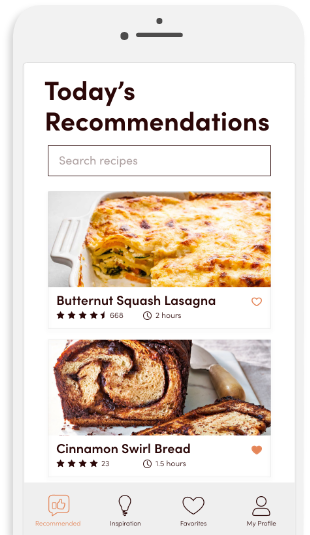 Today’s
Recommendations
Search recipes
Butternut Squash Lasagna
668 2 hours
Cinnamon Swirl Bread
23 1.5 hours
Recommended Inspiration Favorites My Profile